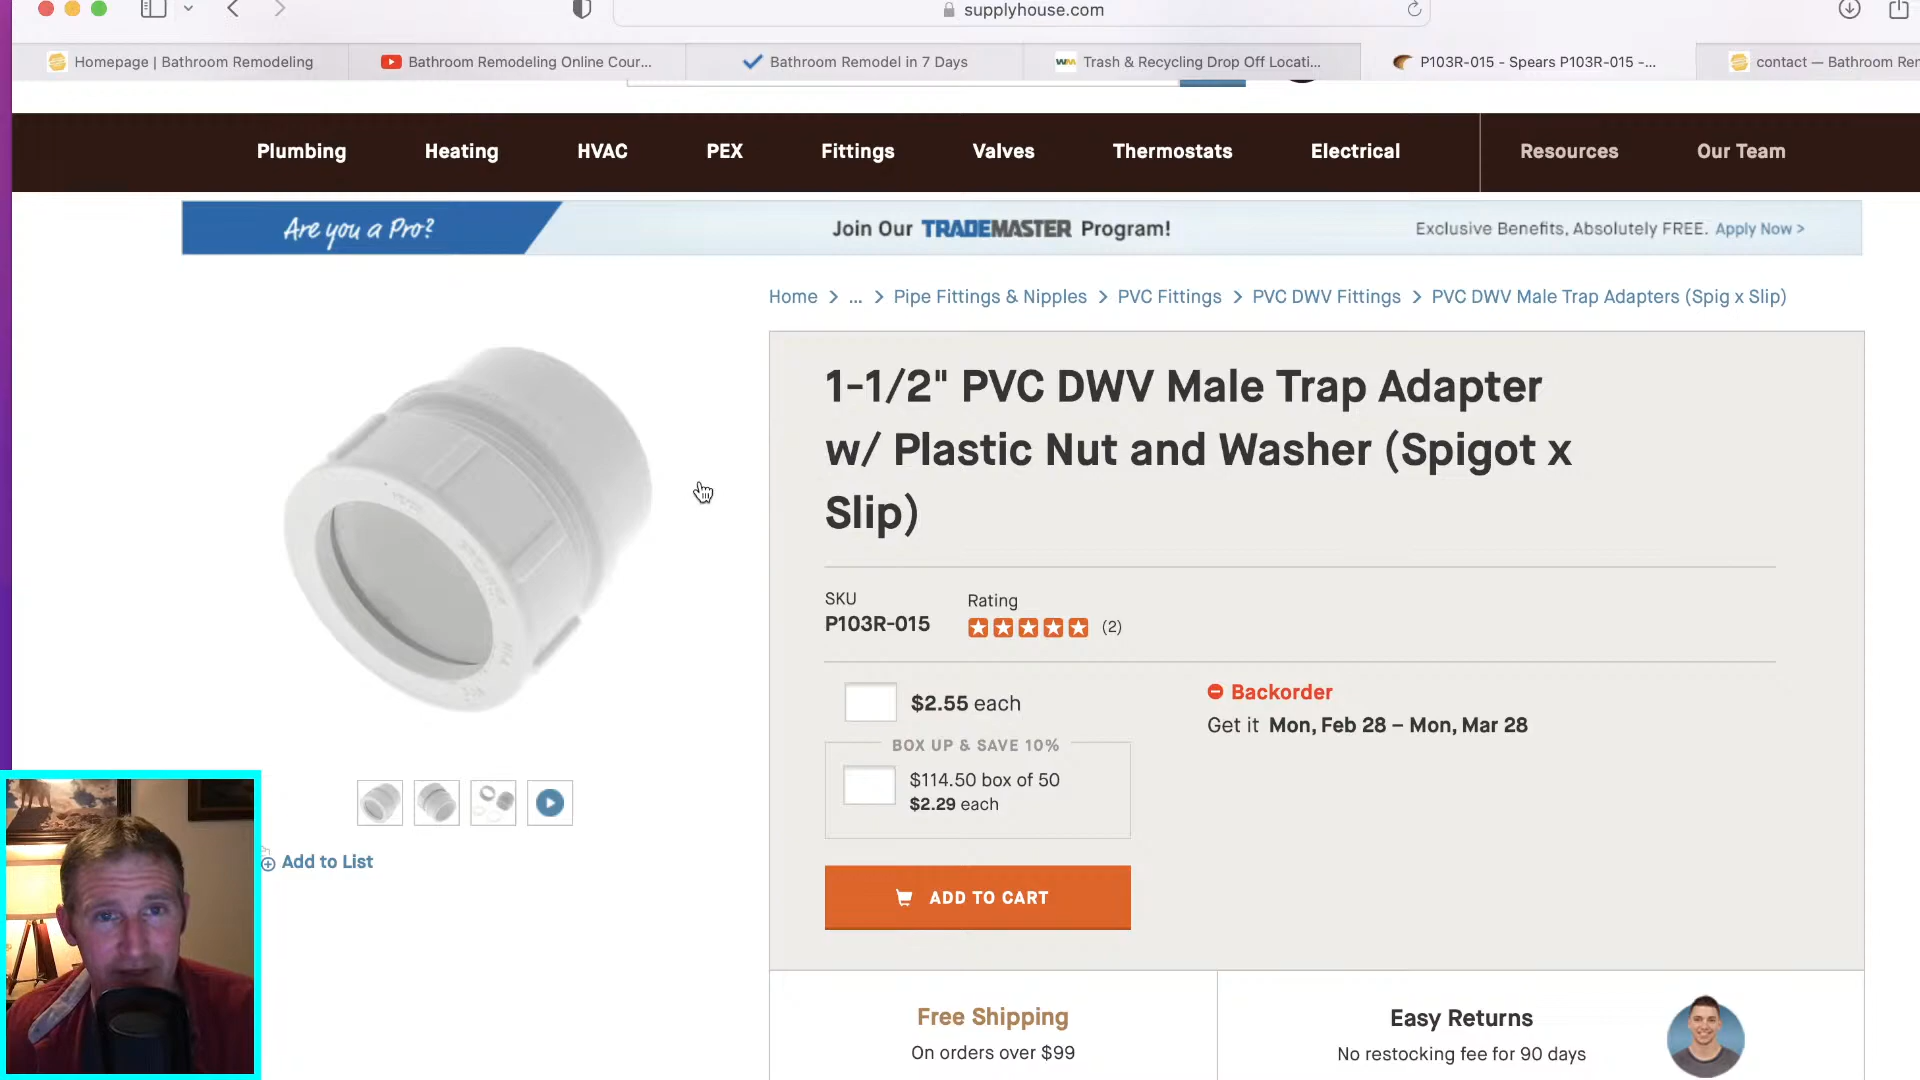 supplyhouse.com
Homepage | Bathroom Remodeling
Bathroom Remodeling Online Cour...
Bathroom Remodel in 7 Days
Trash & Recycling Drop Off Locati...
P103R-015 - Spears P103R-015 -...
contact — Bathroom Ren
Plumbing
Heating
HVAC
PEX
Fittings
Valves
Thermostats
Electrical
Resources
Our Team
Are you a Pro?
Join Our TRADEMASTER Program!
Exclusive Benefits, Absolutely FREE. Apply Now >
Home > ... > Pipe Fittings & Nipples > PVC Fittings > PVC DWV Fittings > PVC DWV Male Trap Adapters (Spig x Slip)
1-1/2" PVC DWV Male Trap Adapter
w/ Plastic Nut and Washer (Spigot x
Slip)
SKU
P103R-015
Rating
(2)
$2.55 each
Backorder
Get it Mon, Feb 28 – Mon, Mar 28
BOX UP & SAVE 10%
$114.50 box of 50
$2.29 each
Add to List
ADD TO CART
Free Shipping
On orders over $99
Easy Returns
No restocking fee for 90 days